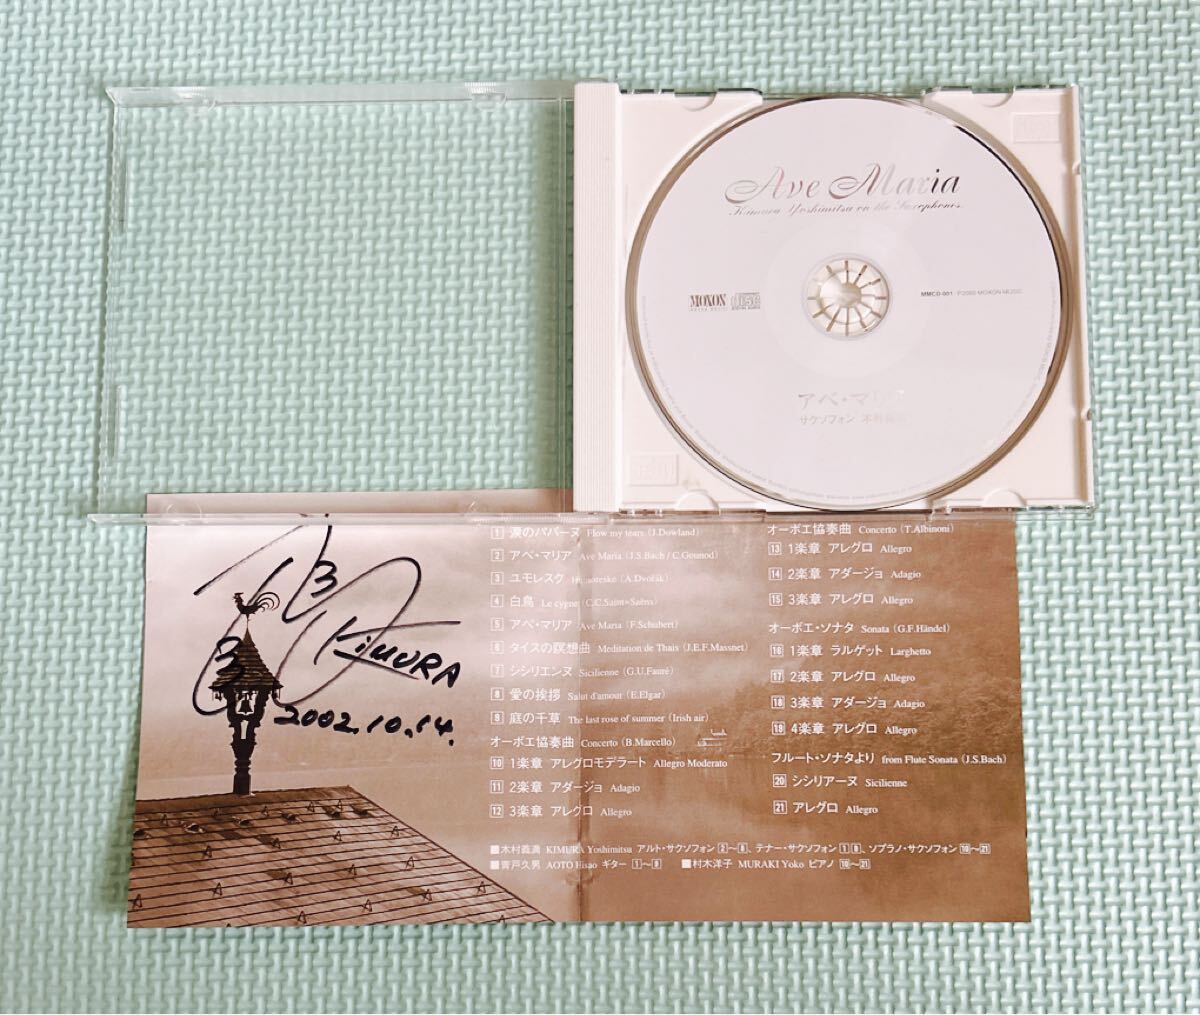 Ave Maria
Kimura Yoshimitsu on the Saxophones.
MOXON
MMCD-001
アベ・マリア
サクソフォン 木村義満
KIMURA
2002.10.14.
1 涙のパバーヌ Flow my tears (J.Dowland)
2 アベ・マリア Ave Maria (J.S.Bach / C.Gounod)
3 ユモレスク Humoreske (A.Dvořák)
4 白鳥 Le cygne (C.C.Saint=Saëns)
5 アベ・マリア Ave Maria (F.Schubert)
6 タイスの瞑想曲 Meditation de Thais (J.E.F.Massnet)
7 シシリエンヌ Sicilienne (G.U.Fauré)
8 愛の挨拶 Salut d'amour (E.Elgar)
9 庭の千草 The last rose of summer (Irish air)
オーボエ協奏曲 Concerto (B.Marcello)
10 1楽章 アレグロモデラート Allegro Moderato
11 2楽章 アダージョ Adagio
12 3楽章 アレグロ Allegro
オーボエ協奏曲 Concerto (T.Albinoni)
13 1楽章 アレグロ Allegro
14 2楽章 アダージョ Adagio
15 3楽章 アレグロ Allegro
オーボエ・ソナタ Sonata (G.F.Händel)
16 1楽章 ラルゲット Larghetto
17 2楽章 アレグロ Allegro
18 3楽章 アダージョ Adagio
19 4楽章 アレグロ Allegro
フルート・ソナタより from Flute Sonata (J.S.Bach)
20 シシリアーヌ Sicilienne
21 アレグロ Allegro
■木村義満 KIMURA Yoshimitsu アルト・サクソフォン 2〜8、テナー・サクソフォン 1 9、ソプラノ・サクソフォン 10〜21
■青戸久男 AOTO Hisao ギター 1〜9 ■村木洋子 MURAKI Yoko ピアノ 10〜21